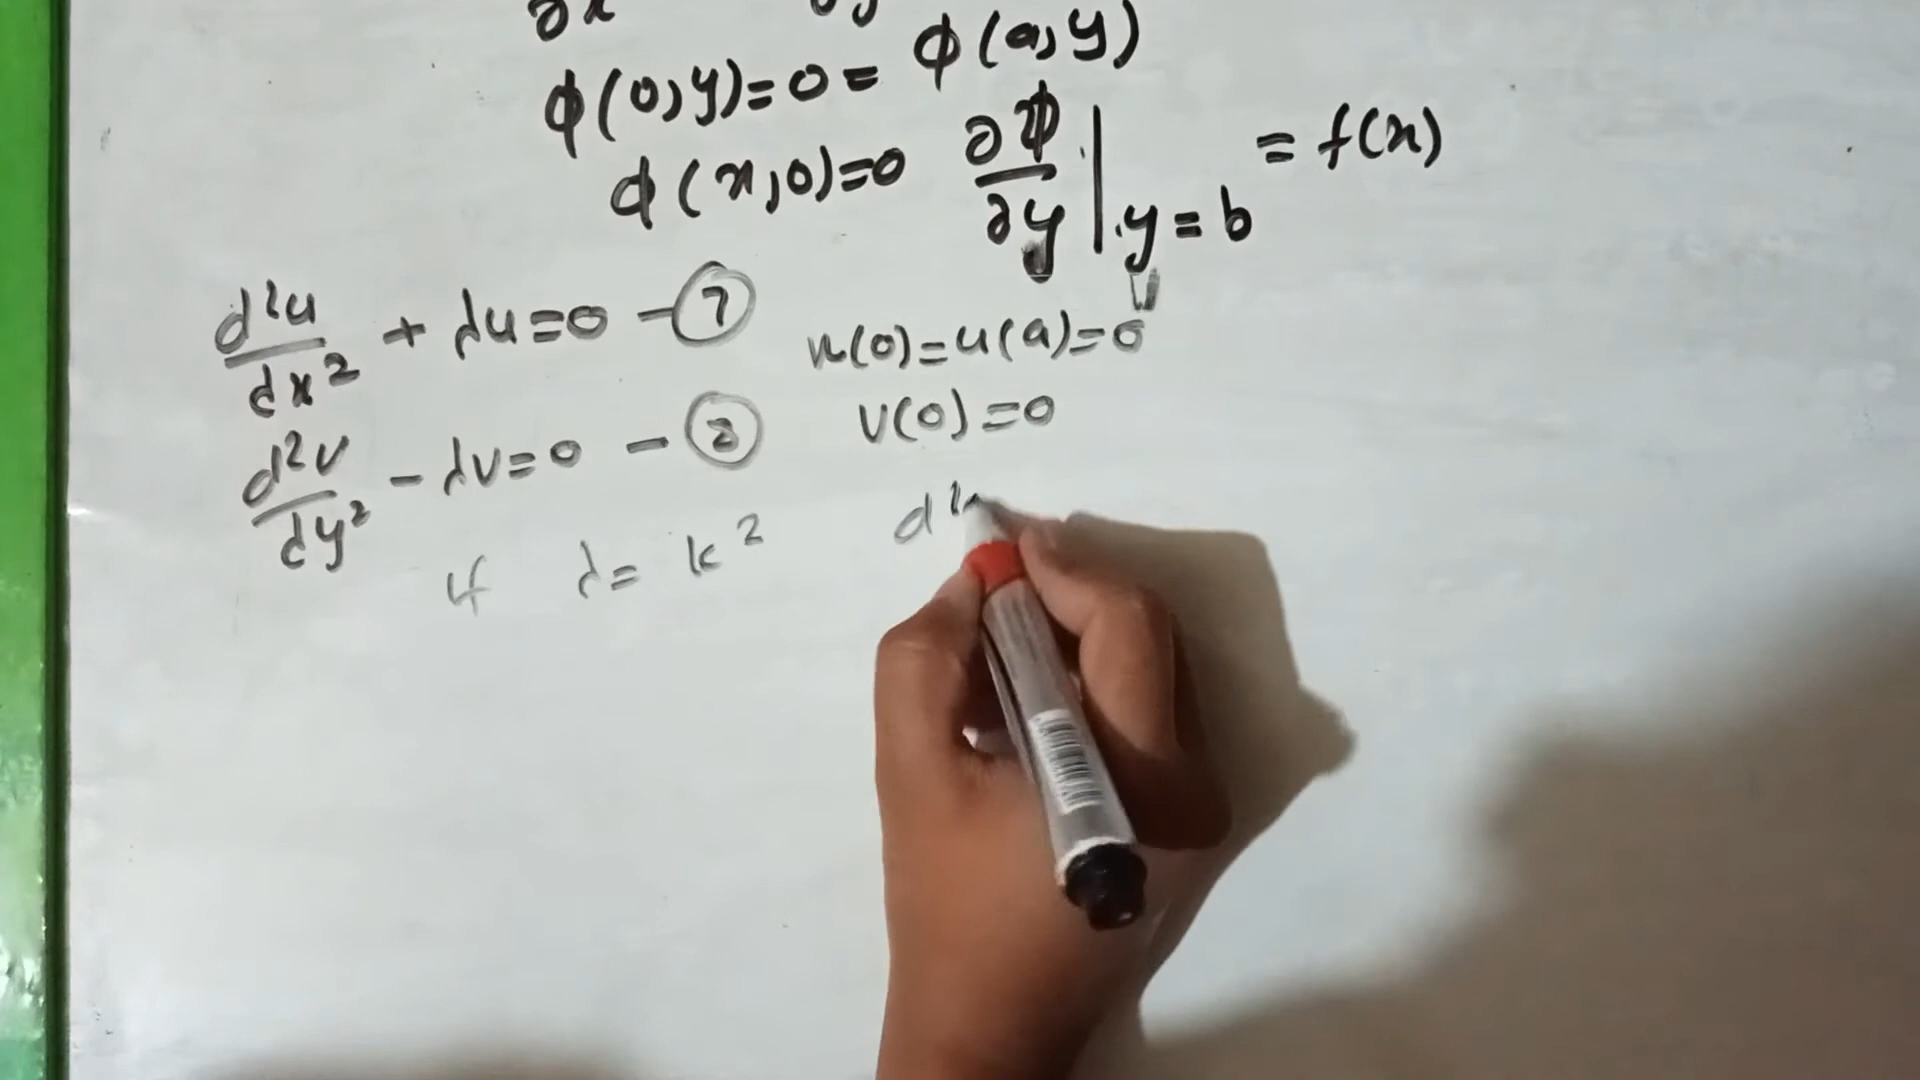 ∂x ∂y
ϕ(0,y)=0= ϕ(a,y)
ϕ(x,0)=0 ∂ϕ/∂y | y=b = f(x)
d²u/dx² + λu=0 - ⑦
u(0)=u(a)=0
d²v/dy² - λv=0 - ⑧
v(0)=0
if λ= k² d²u